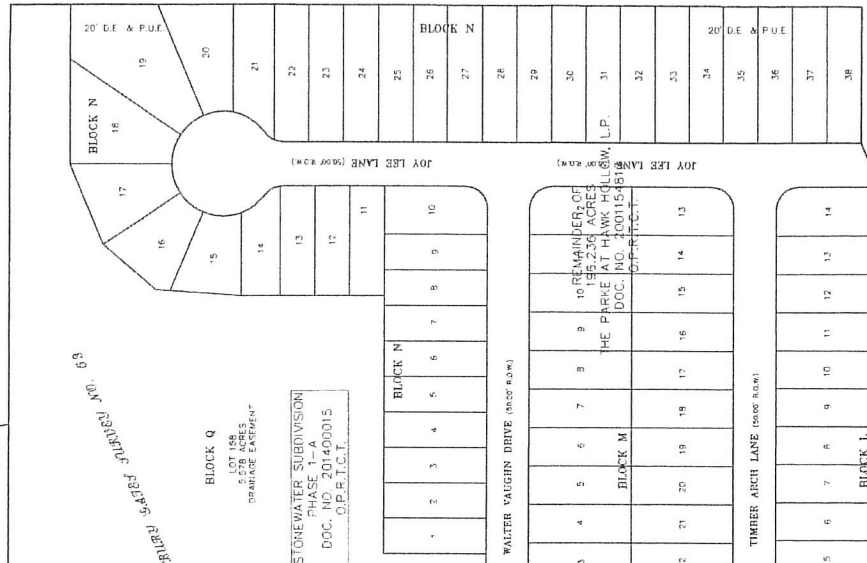 20' D.E & P.U.E.
BLOCK N
20' D.E & P.U.E
19
20
21
22
23
24
25
26
27
28
29
30
31
32
33
34
35
36
37
38
BLOCK N
18
17
16
15
14
13
12
11
JOY LEE LANE (50.00' R.O.W.)
JOY LEE LANE (50.00' R.O.W.)
REMAINDER OF
195.236 ACRES
THE PARKE AT HAWK HOLLOW, L.P.
O.P.R.T.C.T.
10
9
8
7
6
5
4
3
2
1
BLOCK N
WALTER VAUGHN DRIVE (50.00' R.O.W.)
10
9
8
7
6
5
4
3
BLOCK M
13
14
15
16
17
18
19
20
21
TIMBER ARCH LANE (50.00' R.O.W.)
14
13
12
11
10
9
8
7
6
5
BLOCK L
SURVEY NO. 69
BLOCK Q
LOT 158
5.578 ACRES
DRAINAGE EASEMENT
STONEWATER SUBDIVISION
PHASE 1-A
DOC. NO. 201400015
O.P.R.T.C.T.